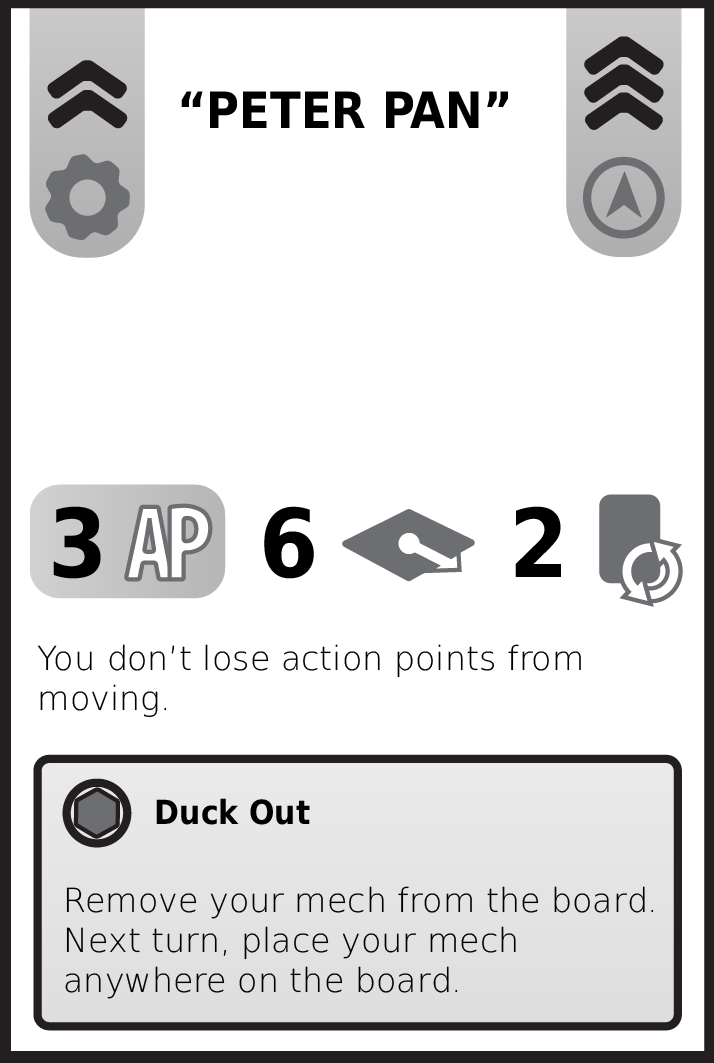 “PETER PAN”
3 AP 6 2
You don’t lose action points from
moving.
Duck Out
Remove your mech from the board.
Next turn, place your mech
anywhere on the board.